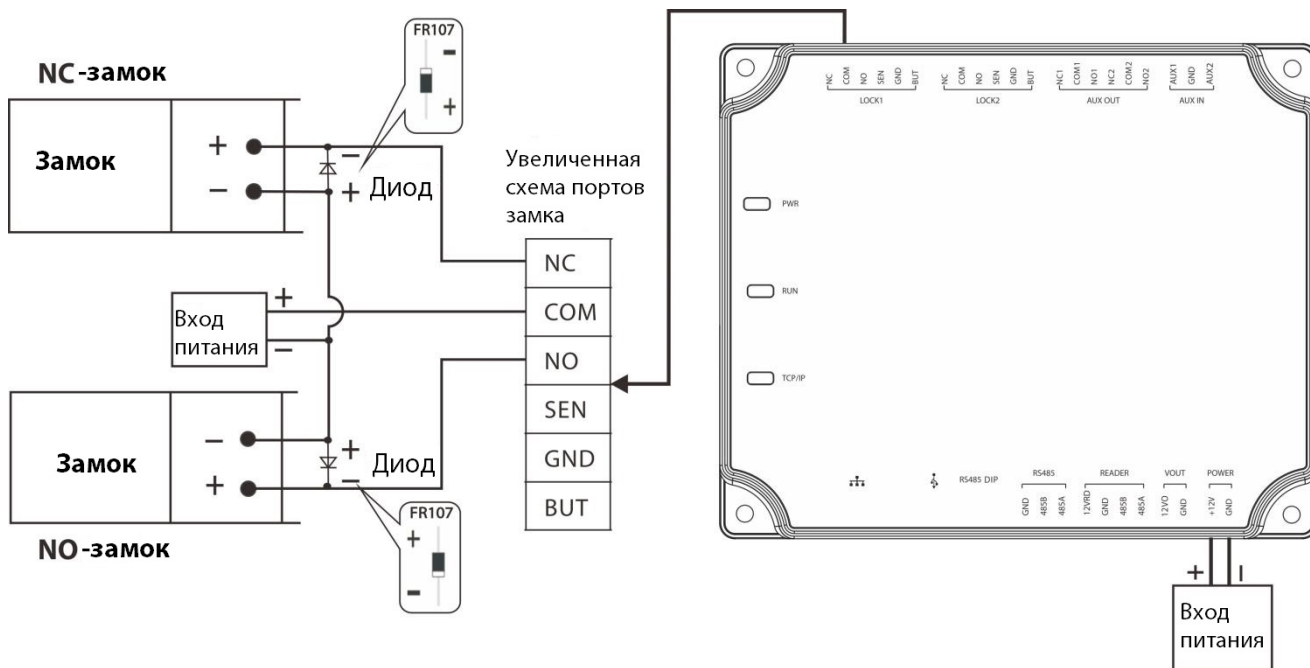 NC-замок
FR107
−
+
Замок
+
−
−
+
Диод
Увеличенная
схема портов
замка
NC
COM
NO
SEN
GND
BUT
Вход
питания
+
−
Замок
−
+
+
−
Диод
NO-замок
FR107
+
−
NC COM NO SEN GND BUT
LOCK1
NC COM NO SEN GND BUT
LOCK2
NC1 COM1 NO1 NC2 COM2 NO2
AUX OUT
AUX1 GND AUX2
AUX IN
PWR
RUN
TCP/IP
RS485 DIP
RS485
GND 485B 485A
READER
12VRD GND 485B 485A
VOUT
12VO GND
POWER
+12V GND
+ −
Вход
питания